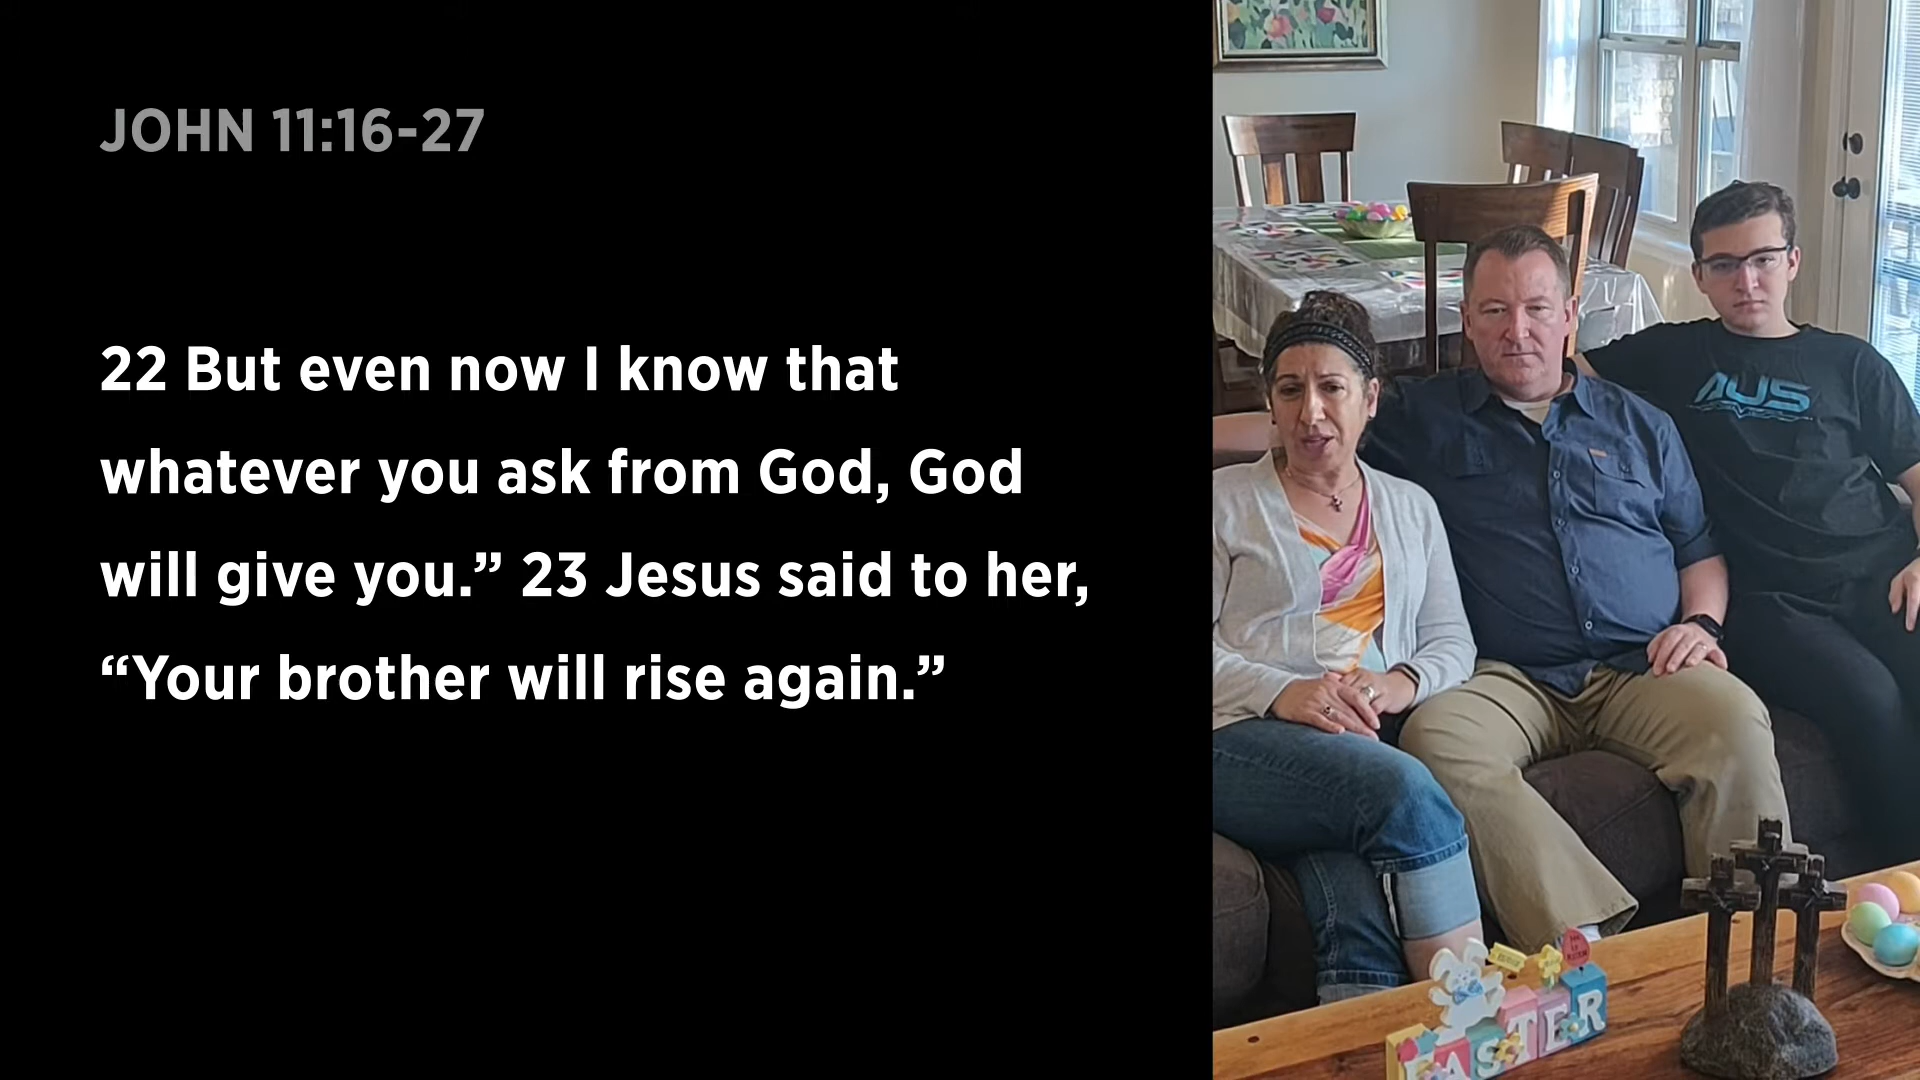 JOHN 11:16-27
22 But even now I know that
whatever you ask from God, God
will give you.” 23 Jesus said to her,
“Your brother will rise again.”
AUS
EASTER